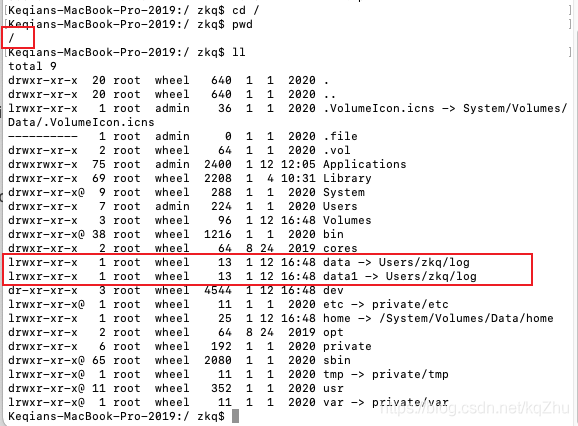 [Keqians-MacBook-Pro-2019:/ zkq$ cd /
[Keqians-MacBook-Pro-2019:/ zkq$ pwd
/
[Keqians-MacBook-Pro-2019:/ zkq$ ll
total 9
drwxr-xr-x  20 root  wheel   640  1  1  2020 .
drwxr-xr-x  20 root  wheel   640  1  1  2020 ..
lrwxr-xr-x   1 root  admin    36  1  1  2020 .VolumeIcon.icns -> System/Volumes/
Data/.VolumeIcon.icns
----------   1 root  admin     0  1  1  2020 .file
drwxr-xr-x   2 root  wheel    64  1  1  2020 .vol
drwxrwxr-x  75 root  admin  2400  1 12 12:05 Applications
drwxr-xr-x  69 root  wheel  2208  1  4 10:31 Library
drwxr-xr-x@  9 root  wheel   288  1  1  2020 System
drwxr-xr-x   7 root  admin   224  1  1  2020 Users
drwxr-xr-x   3 root  wheel    96  1 12 16:48 Volumes
drwxr-xr-x@ 38 root  wheel  1216  1  1  2020 bin
drwxr-xr-x   2 root  wheel    64  8 24  2019 cores
lrwxr-xr-x   1 root  wheel    13  1 12 16:48 data -> Users/zkq/log
lrwxr-xr-x   1 root  wheel    13  1 12 16:48 data1 -> Users/zkq/log
dr-xr-xr-x   3 root  wheel  4544  1 12 16:48 dev
lrwxr-xr-x@  1 root  wheel    11  1  1  2020 etc -> private/etc
lrwxr-xr-x   1 root  wheel    25  1 12 16:48 home -> /System/Volumes/Data/home
drwxr-xr-x   2 root  wheel    64  8 24  2019 opt
drwxr-xr-x   6 root  wheel   192  1  1  2020 private
drwxr-xr-x@ 65 root  wheel  2080  1  1  2020 sbin
lrwxr-xr-x@  1 root  wheel    11  1  1  2020 tmp -> private/tmp
drwxr-xr-x@ 11 root  wheel   352  1  1  2020 usr
lrwxr-xr-x@  1 root  wheel    11  1  1  2020 var -> private/var
Keqians-MacBook-Pro-2019:/ zkq$
https://blog.csdn.net/kqZhu